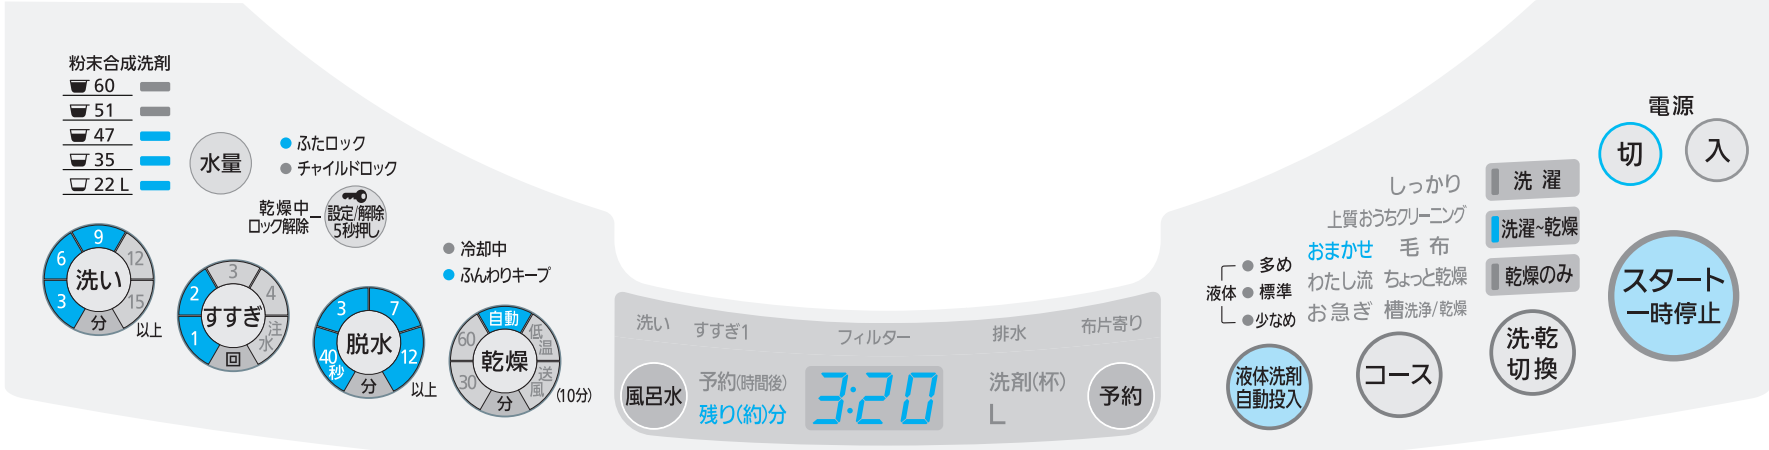 粉末合成洗剤
60
51
47
35
22 L
水量
ふたロック
チャイルドロック
乾燥中
ロック解除
設定/解除
5秒押し
洗い
3
6
9
12
15
以上
分
すすぎ
1
2
3
4
注水
回
脱水
40秒
3
7
12
以上
分
冷却中
ふんわりキープ
乾燥
30
60
自動
低温
送風
分
(10分)
洗い
すすぎ1
フィルター
排水
布片寄り
風呂水
予約(時間後)
残り(約)分
3:20
洗剤(杯)
L
予約
液体
多め
標準
少なめ
液体洗剤
自動投入
しっかり
上質おうちクリーニング
おまかせ
毛布
わたし流
ちょっと乾燥
お急ぎ
槽洗浄/乾燥
コース
洗濯
洗濯~乾燥
乾燥のみ
洗・乾
切換
電源
切
入
スタート
一時停止